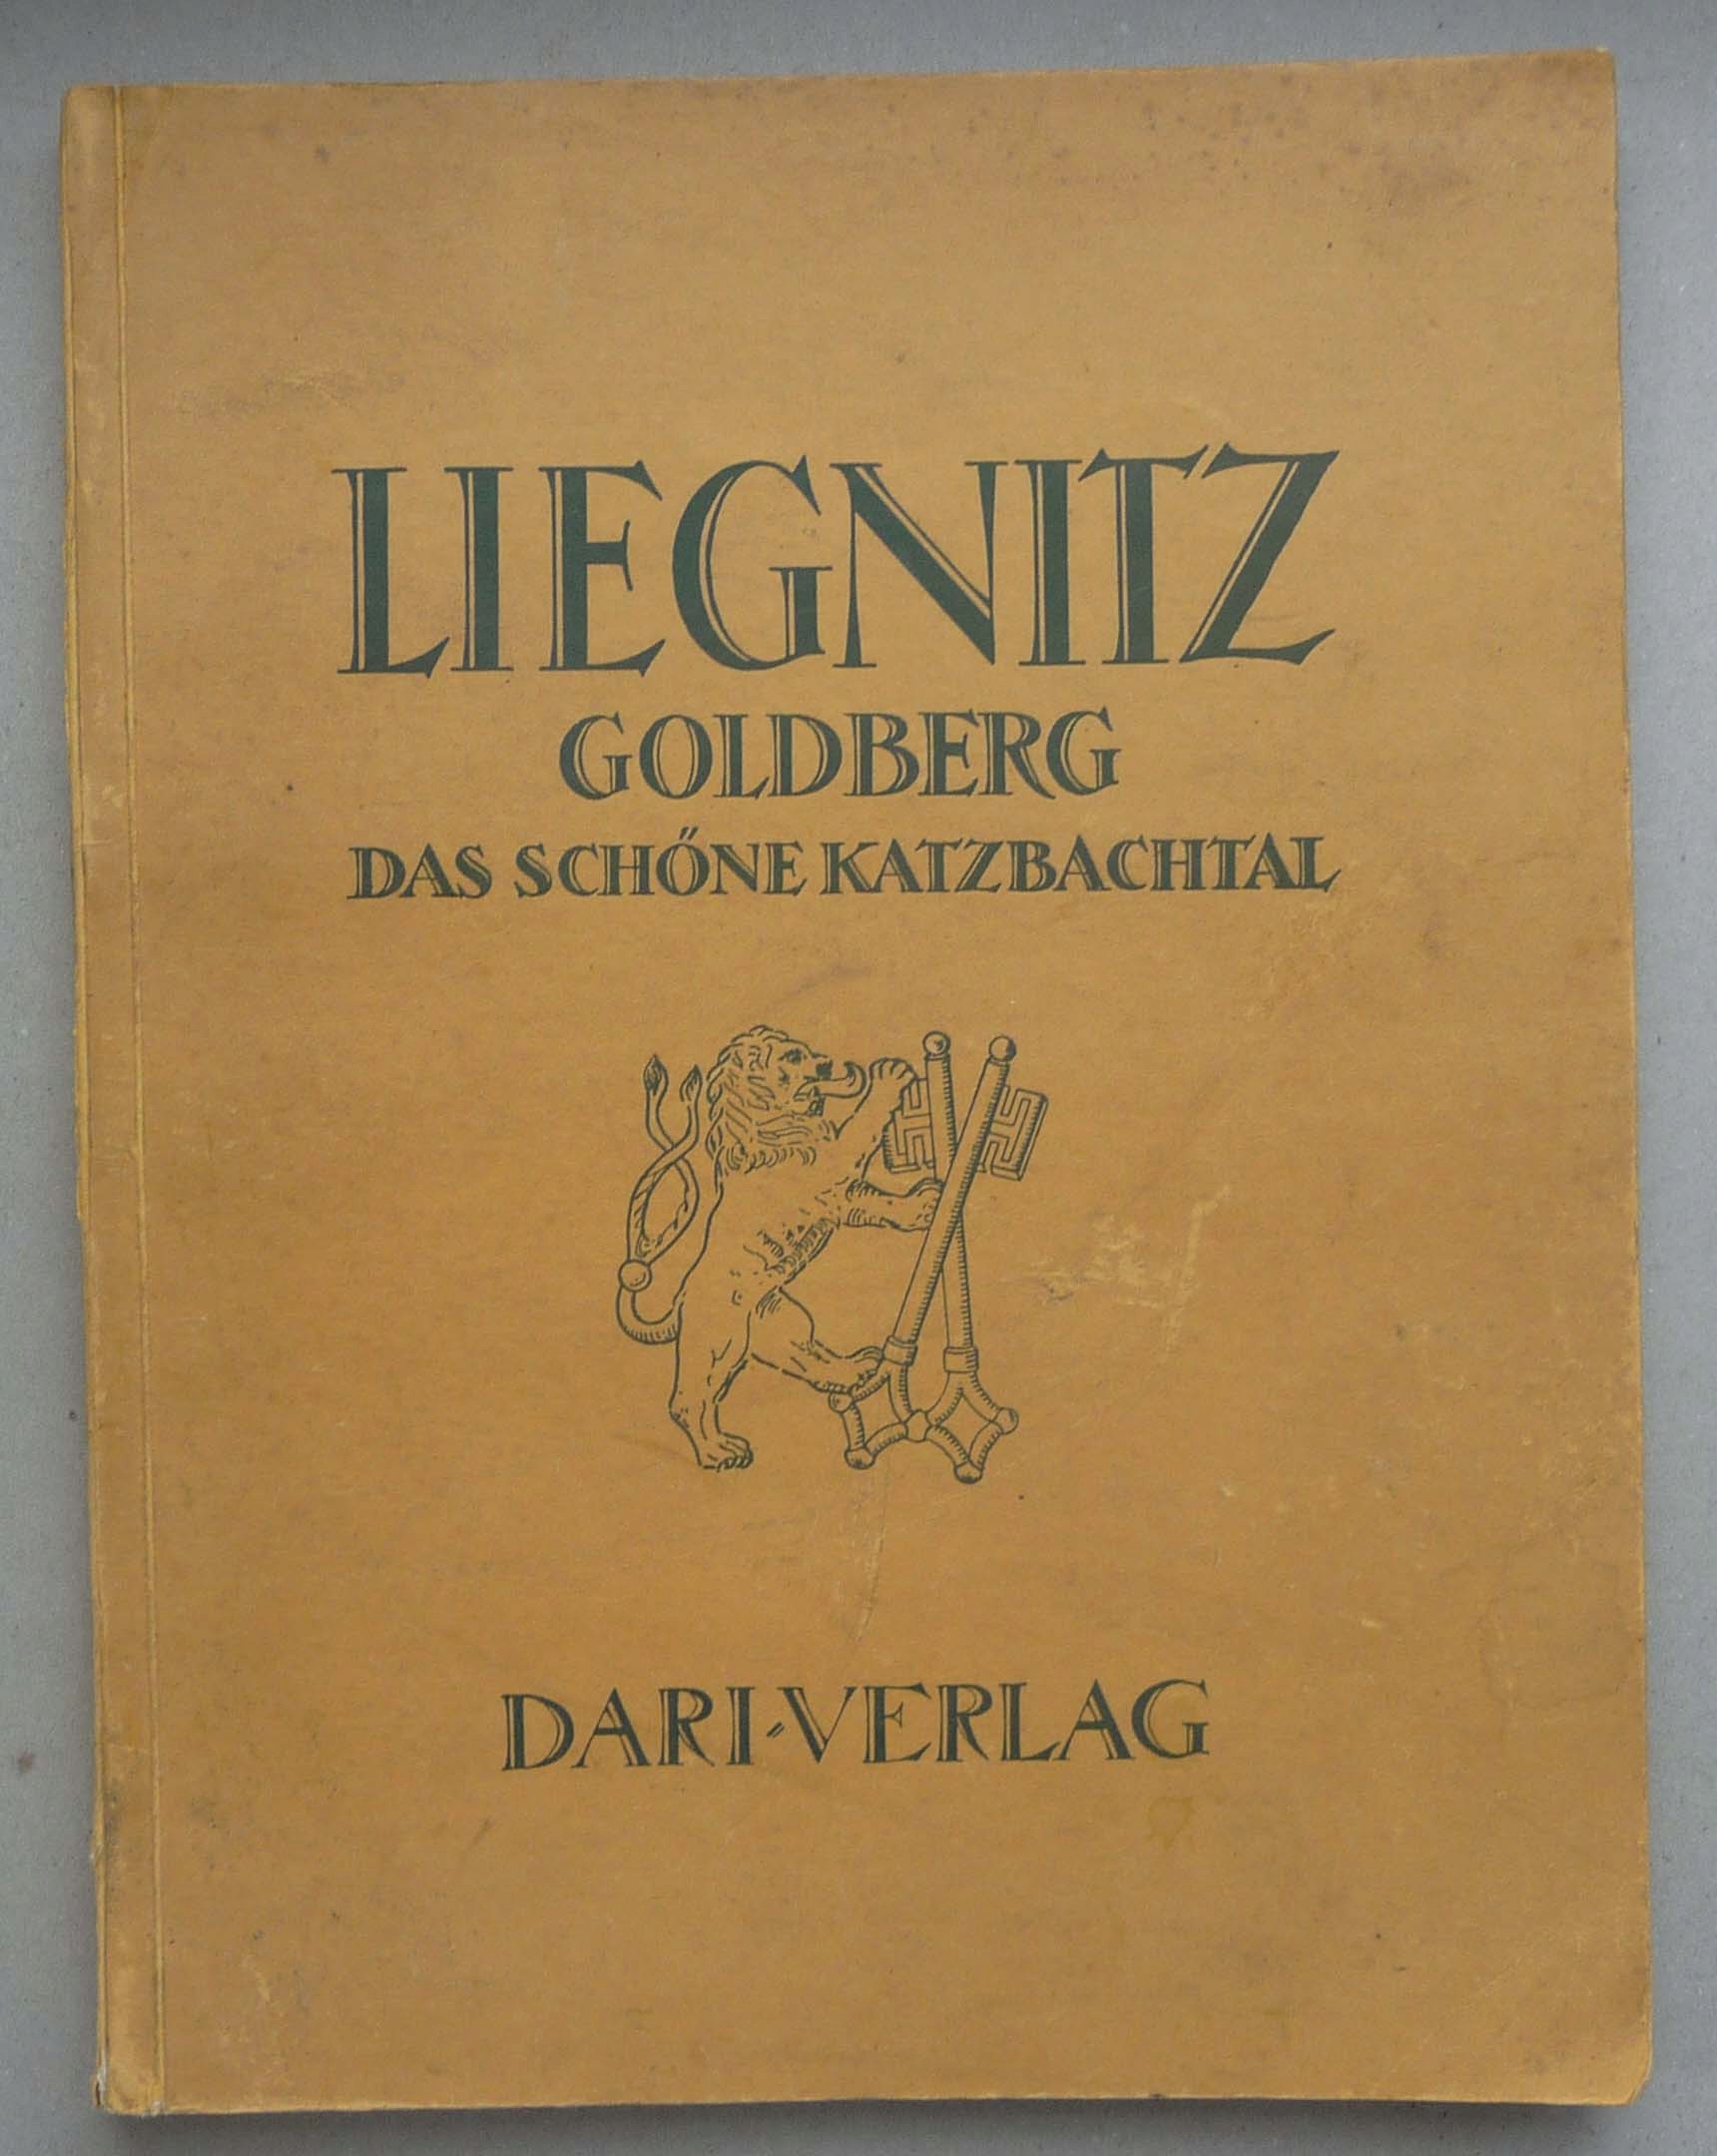 LIEGNITZ
GOLDBERG
DAS SCHÖNE KATZBACHTAL
DARI-VERLAG